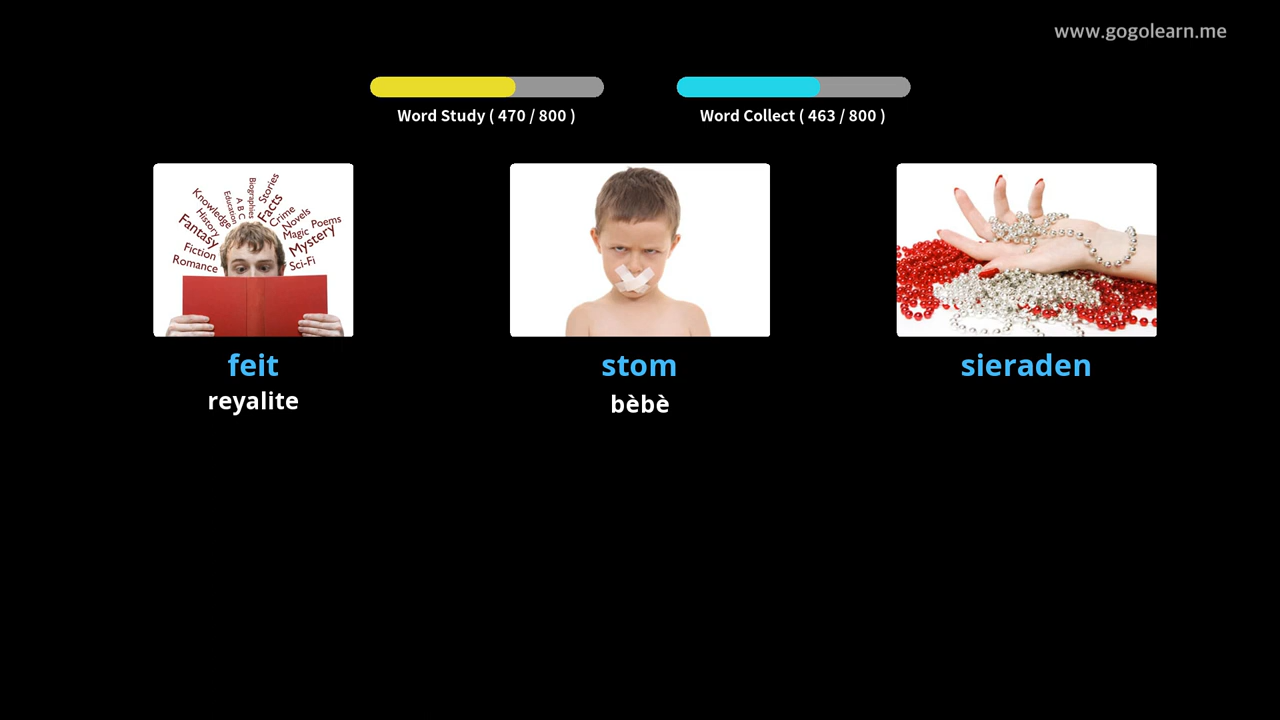 www.gogolearn.me
Word Study ( 470 / 800 )
Word Collect ( 463 / 800 )
Knowledge
History
Fantasy
Fiction
Romance
Education
A B C
Biographies
Stories
Facts
Crime
Novels
Magic
Poems
Mystery
Sci-Fi
feit
stom
sieraden
reyalite
bèbè